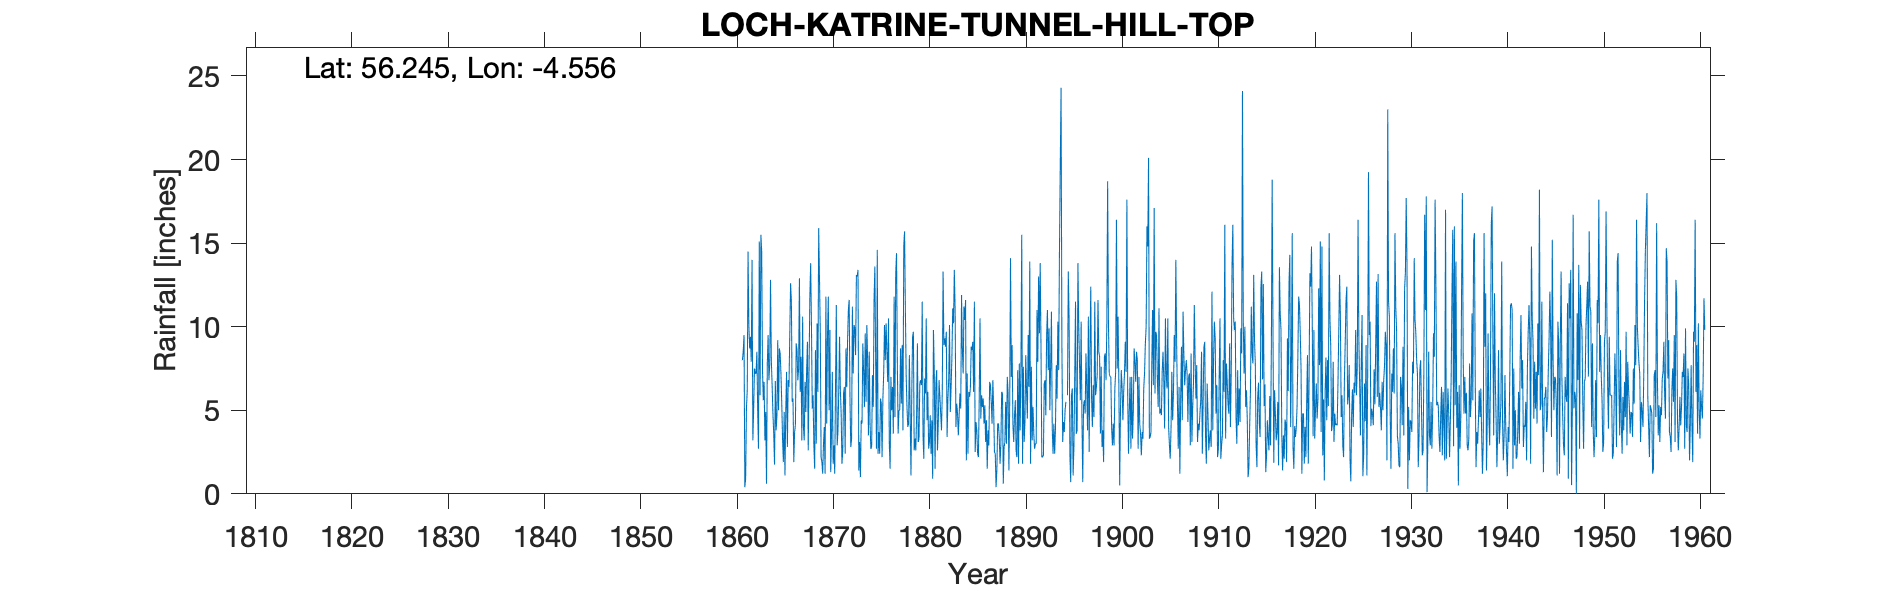 LOCH-KATRINE-TUNNEL-HILL-TOP
Lat: 56.245, Lon: -4.556
25
20
15
10
5
0
Rainfall [inches]
1810 1820 1830 1840 1850 1860 1870 1880 1890 1900 1910 1920 1930 1940 1950 1960
Year